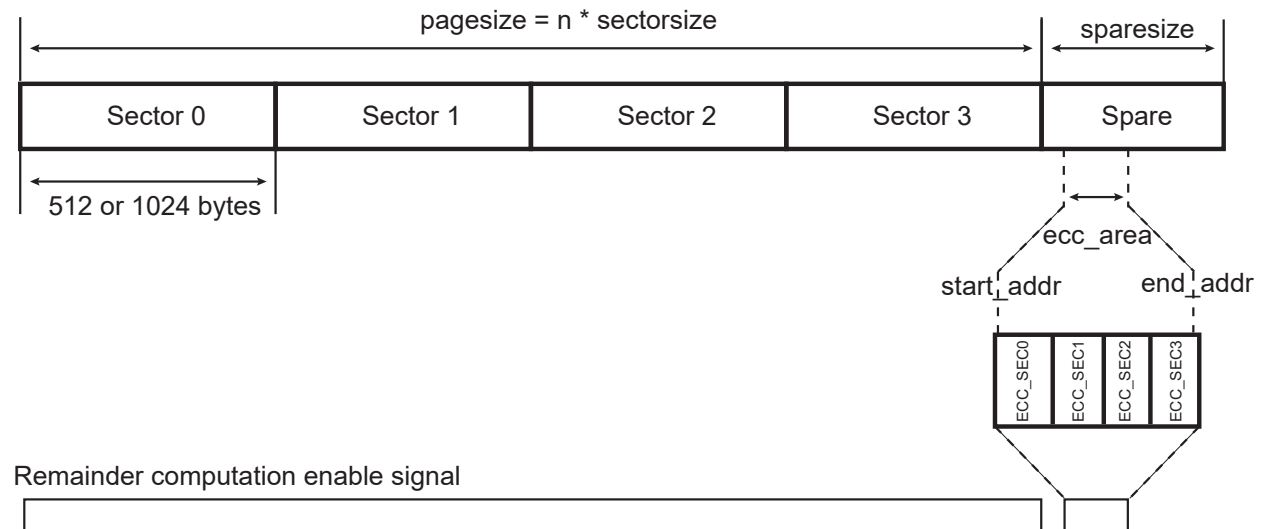 pagesize = n * sectorsize
sparesize
Sector 0
Sector 1
Sector 2
Sector 3
Spare
512 or 1024 bytes
ecc_area
start_addr
end_addr
ECC_SEC0
ECC_SEC1
ECC_SEC2
ECC_SEC3
Remainder computation enable signal